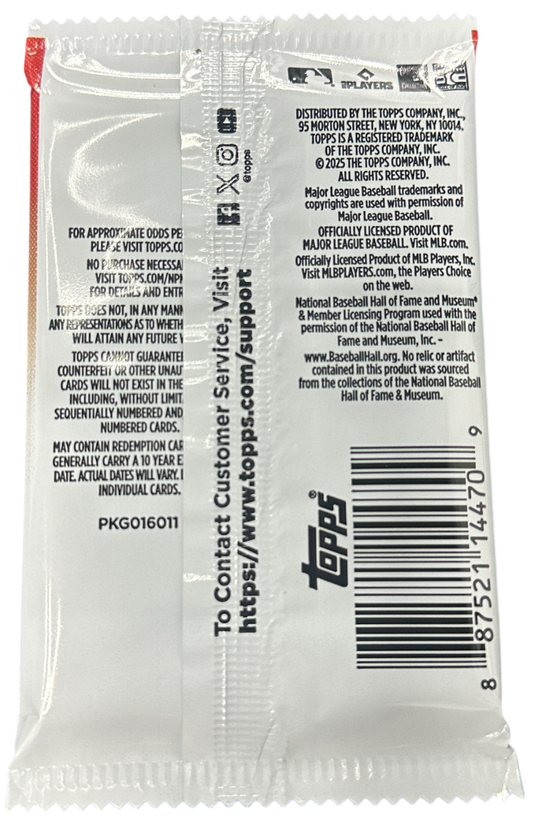 FOR APPROXIMATE ODDS PE
PLEASE VISIT TOPPS.CO
NO PURCHASE NECESSA
VISIT TOPPS.COM/NP
FOR DETAILS AND ENTR
TOPPS DOES NOT, IN ANY MANN
ANY REPRESENTATIONS AS TO WHETH
WILL ATTAIN ANY FUTURE V
TOPPS CANNOT GUARANTEE
COUNTERFEIT OR OTHER UNAU
CARDS WILL NOT EXIST IN THE
INCLUDING, WITHOUT LIMIT
SEQUENTIALLY NUMBERED AND
NUMBERED CARDS.
MAY CONTAIN REDEMPTION CAR
GENERALLY CARRY A 10 YEAR E
DATE. ACTUAL DATES WILL VARY.
INDIVIDUAL CARDS.
PKG016011
To Contact Customer Service, Visit
https://www.topps.com/support
@topps
PLAYERS
DISTRIBUTED BY THE TOPPS COMPANY, INC.,
95 MORTON STREET, NEW YORK, NY 10014.
TOPPS IS A REGISTERED TRADEMARK
OF THE TOPPS COMPANY, INC.
© 2025 THE TOPPS COMPANY, INC.
ALL RIGHTS RESERVED.
Major League Baseball trademarks and
copyrights are used with permission of
Major League Baseball.
OFFICIALLY LICENSED PRODUCT OF
MAJOR LEAGUE BASEBALL. Visit MLB.com.
Officially Licensed Product of MLB Players, Inc.
Visit MLBPLAYERS.com, the Players Choice
on the web.
National Baseball Hall of Fame and Museum®
& Member Licensing Program used with the
permission of the National Baseball Hall of
Fame and Museum, Inc. –
www.BaseballHall.org. No relic or artifact
contained in this product was sourced
from the collections of the National Baseball
Hall of Fame & Museum.
topps®
8 87521 14470 9